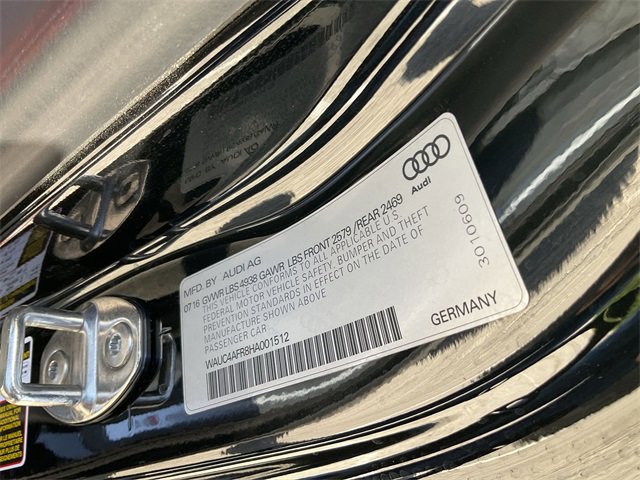 Audi
MFD. BY AUDI AG
07 16 GVWR LBS 4938 GAWR LBS FRONT 2579 / REAR 2469
THIS VEHICLE CONFORMS TO ALL APPLICABLE U.S.
FEDERAL MOTOR VEHICLE SAFETY, BUMPER AND THEFT
PREVENTION STANDARDS IN EFFECT ON THE DATE OF
MANUFACTURE SHOWN ABOVE
PASSENGER CAR
WAUC4AFR8HA001512
GERMANY
3010609